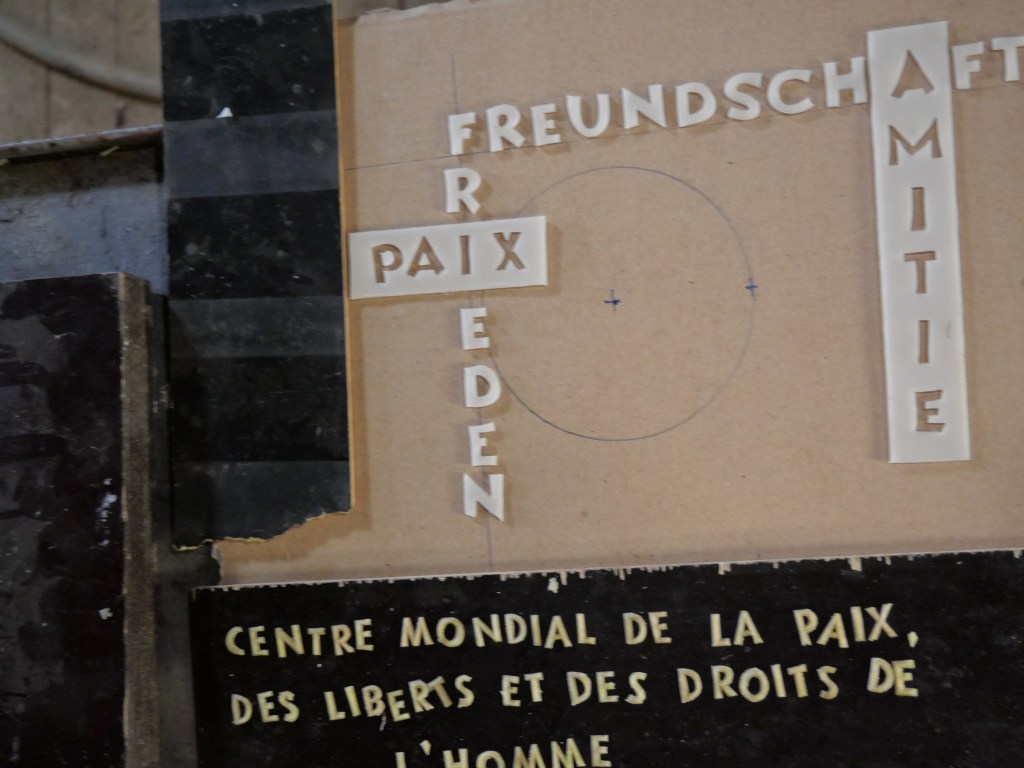 FREUNDSCHAFT
FRIEDEN
PAIX
AMITIE
CENTRE MONDIAL DE LA PAIX,
DES LIBERTS ET DES DROITS DE
L'HOMME